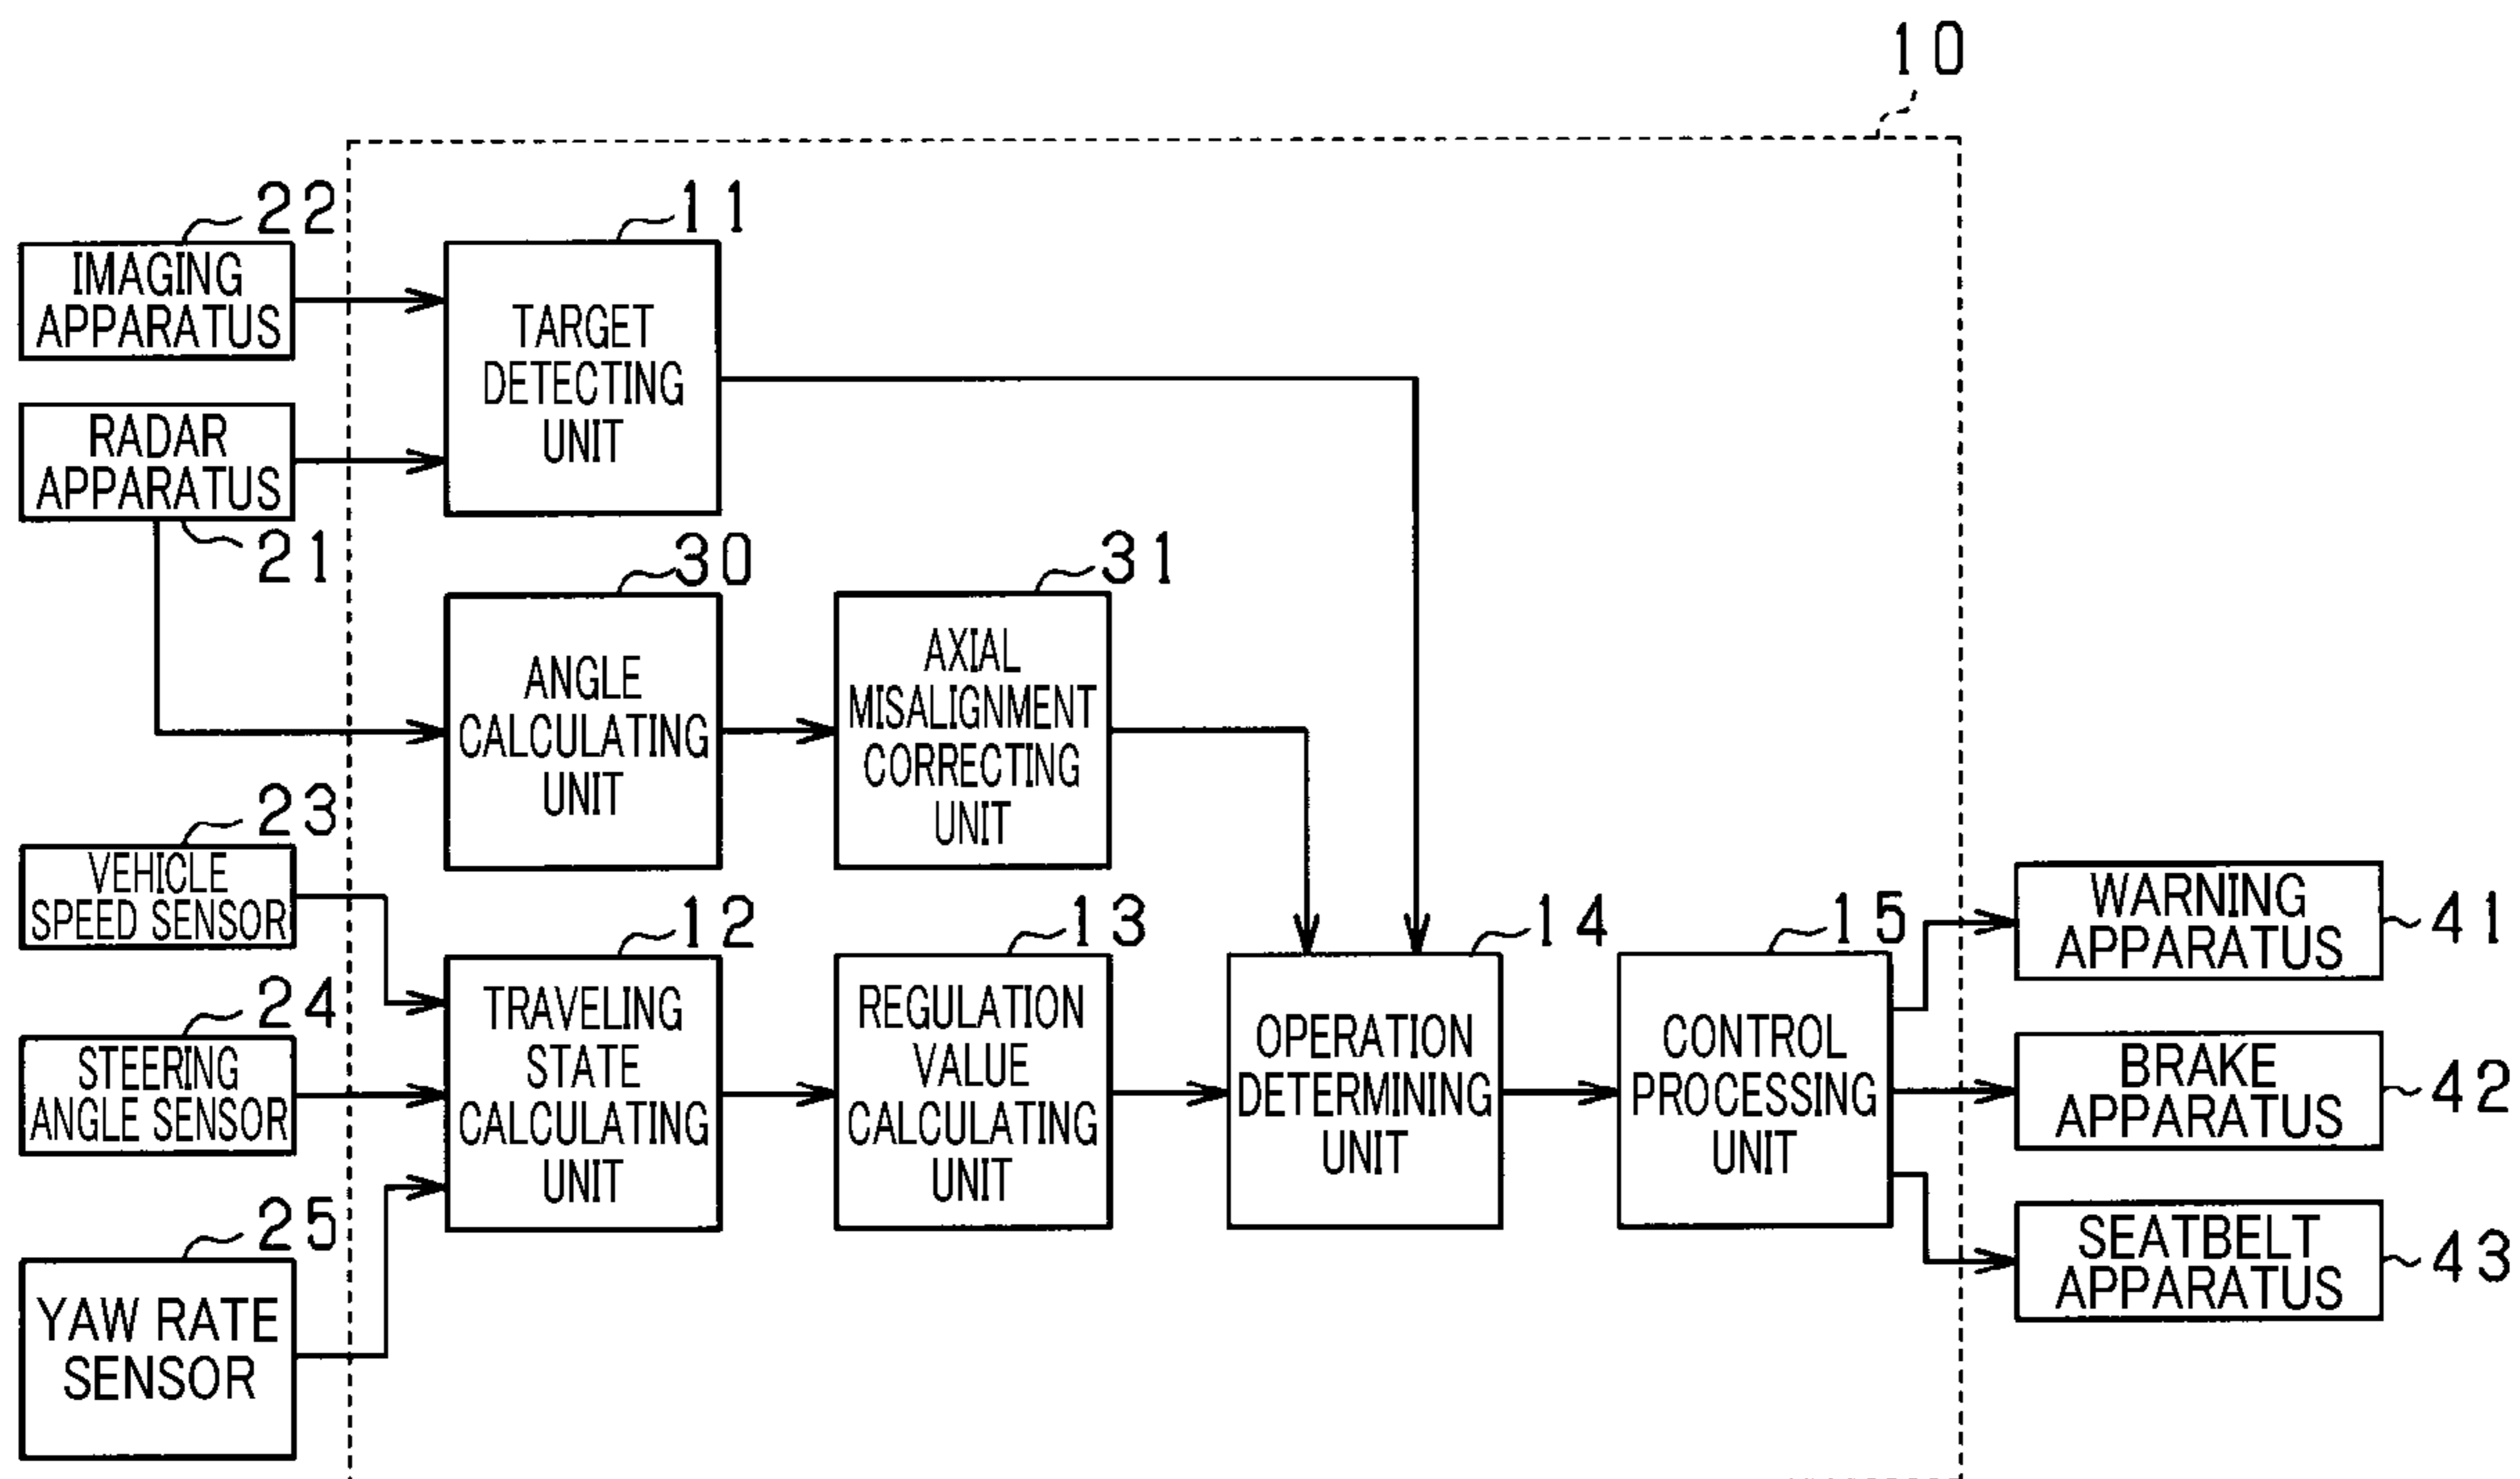 10
22
IMAGING
APPARATUS
11
TARGET
DETECTING
UNIT
RADAR
APPARATUS
21
30
ANGLE
CALCULATING
UNIT
31
AXIAL
MISALIGNMENT
CORRECTING
UNIT
23
VEHICLE
SPEED SENSOR
24
STEERING
ANGLE SENSOR
25
YAW RATE
SENSOR
12
TRAVELING
STATE
CALCULATING
UNIT
13
REGULATION
VALUE
CALCULATING
UNIT
14
OPERATION
DETERMINING
UNIT
15
CONTROL
PROCESSING
UNIT
WARNING
APPARATUS
41
BRAKE
APPARATUS
42
SEATBELT
APPARATUS
43